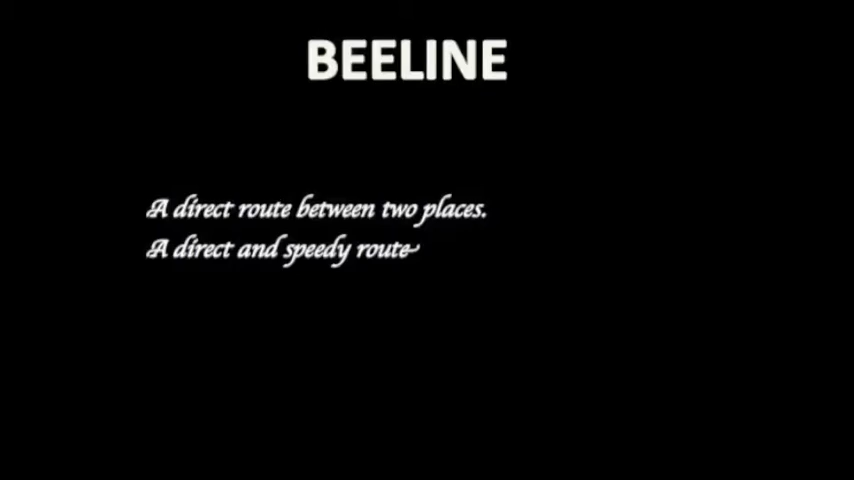 BEELINE
A direct route between two places.
A direct and speedy route